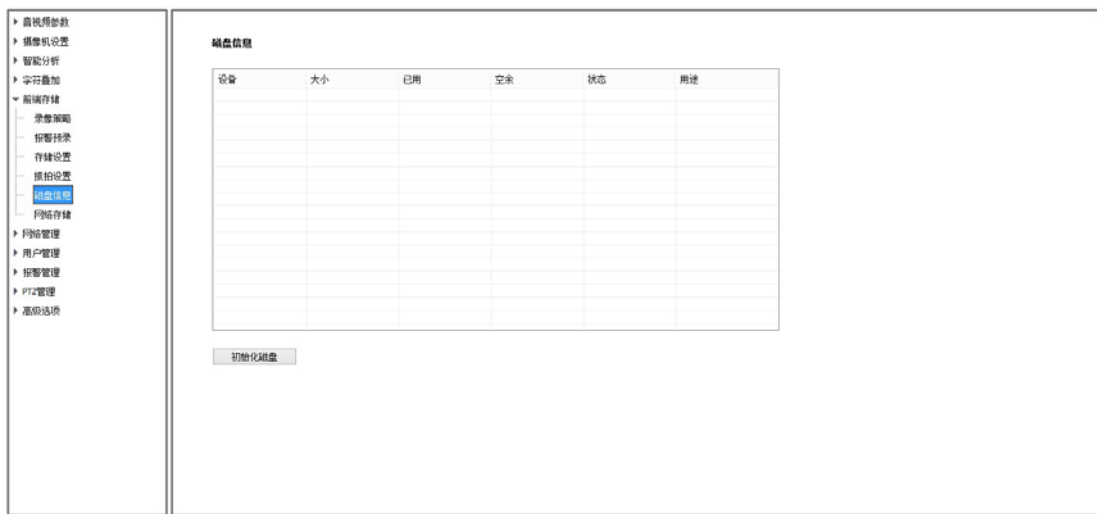 音视频参数
摄像机设置
智能分析
字符叠加
前端存储
录像策略
报警预录
存储设置
抓拍设置
磁盘信息
网络存储
网络管理
用户管理
报警管理
PTZ管理
高级选项
磁盘信息
设备 大小 已用 空余 状态 用途
初始化磁盘